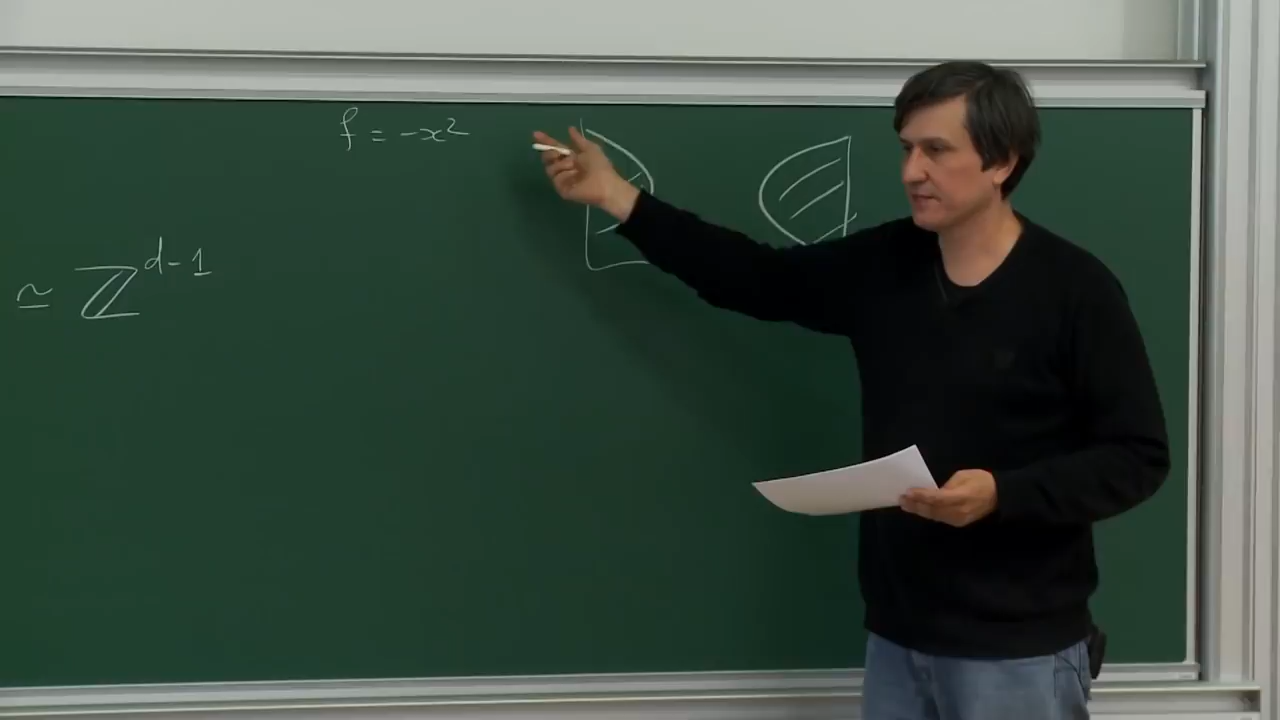 f = -x²
≃ ℤ^{d-1}